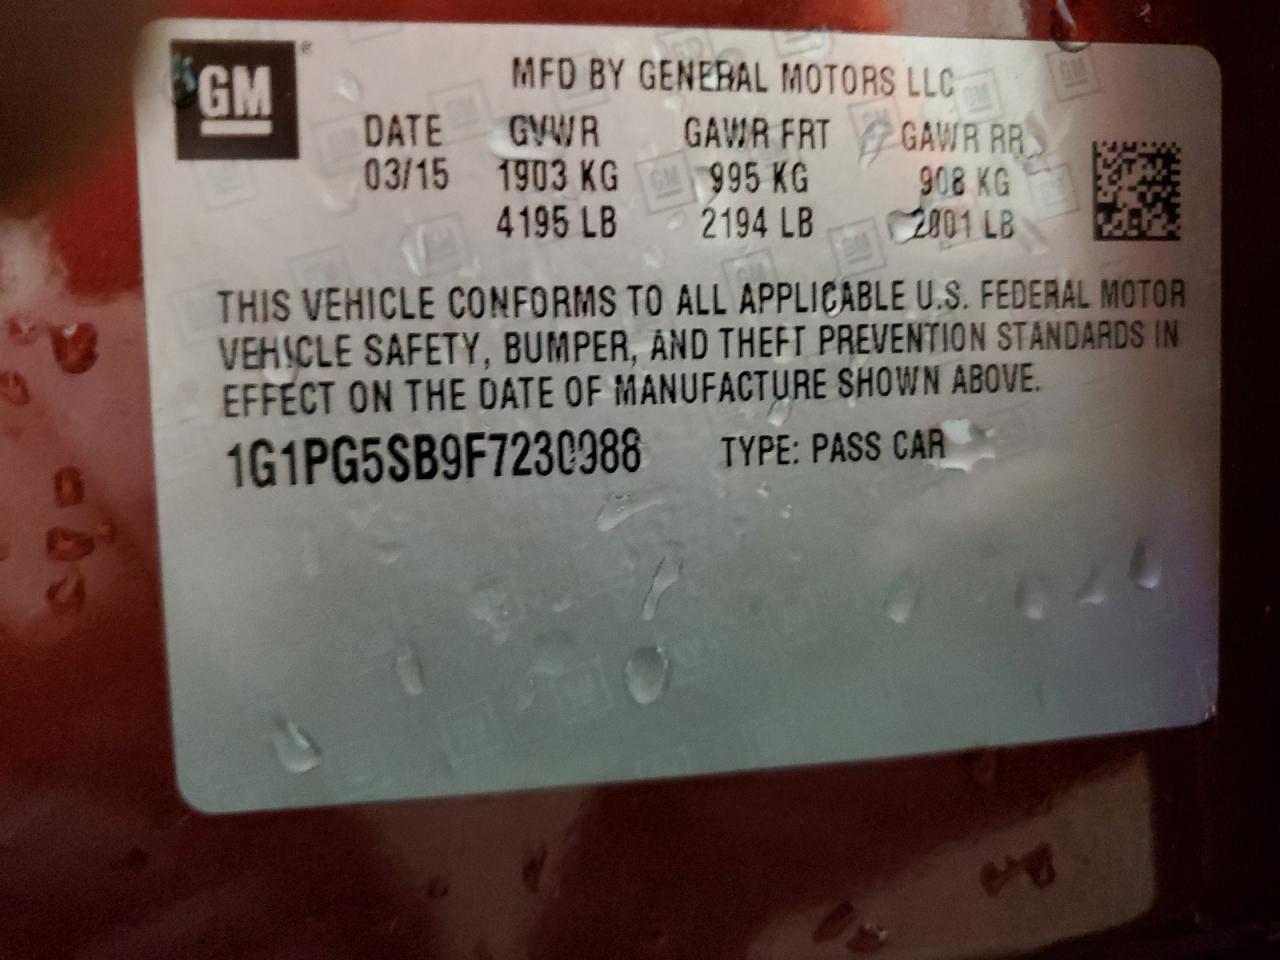 GM
MFD BY GENERAL MOTORS LLC
DATE GVWR GAWR FRT GAWR RR
03/15 1903 KG 995 KG 908 KG
4195 LB 2194 LB 2001 LB
THIS VEHICLE CONFORMS TO ALL APPLICABLE U.S. FEDERAL MOTOR
VEHICLE SAFETY, BUMPER, AND THEFT PREVENTION STANDARDS IN
EFFECT ON THE DATE OF MANUFACTURE SHOWN ABOVE.
1G1PG5SB9F7230988 TYPE: PASS CAR